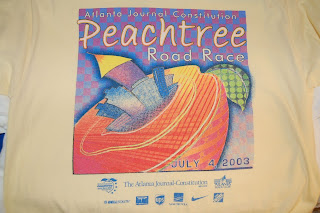 Atlanta Journal Constitution
Peachtree
Road Race
JULY 4, 2003
The Atlanta Journal-Constitution